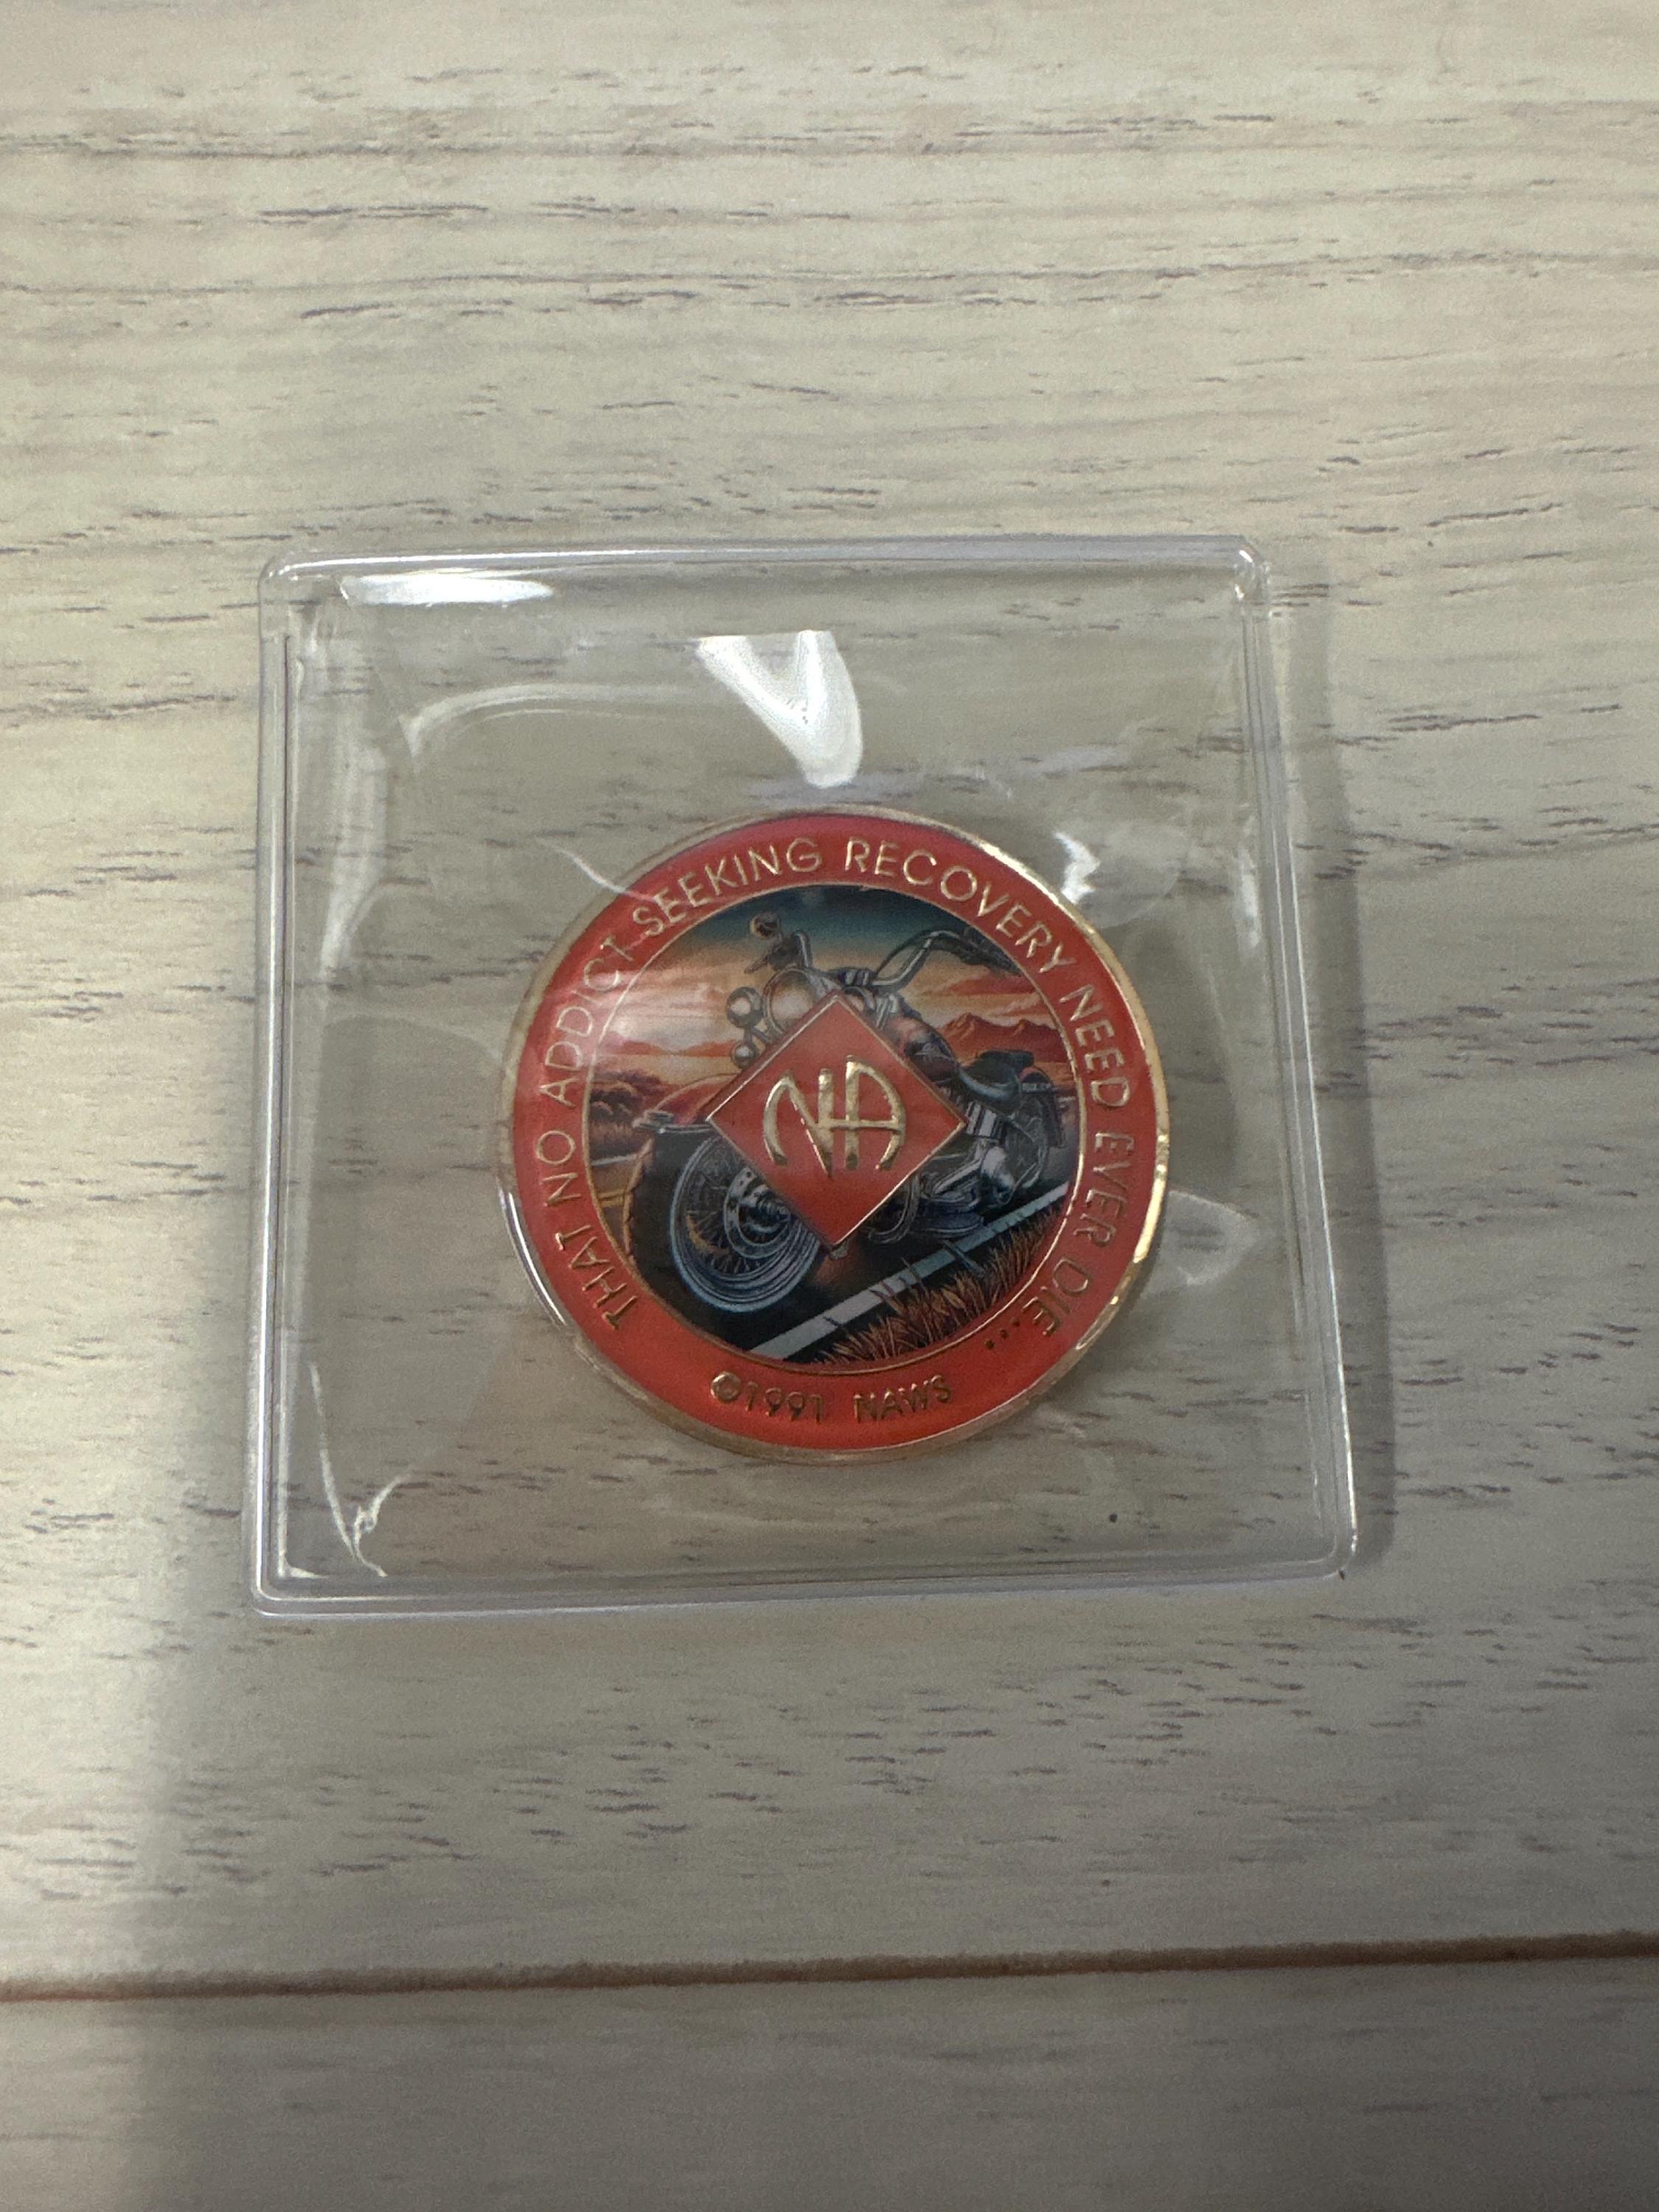 THAT NO ADDICT SEEKING RECOVERY NEED EVER DIE...
NA
©1991 NAWS